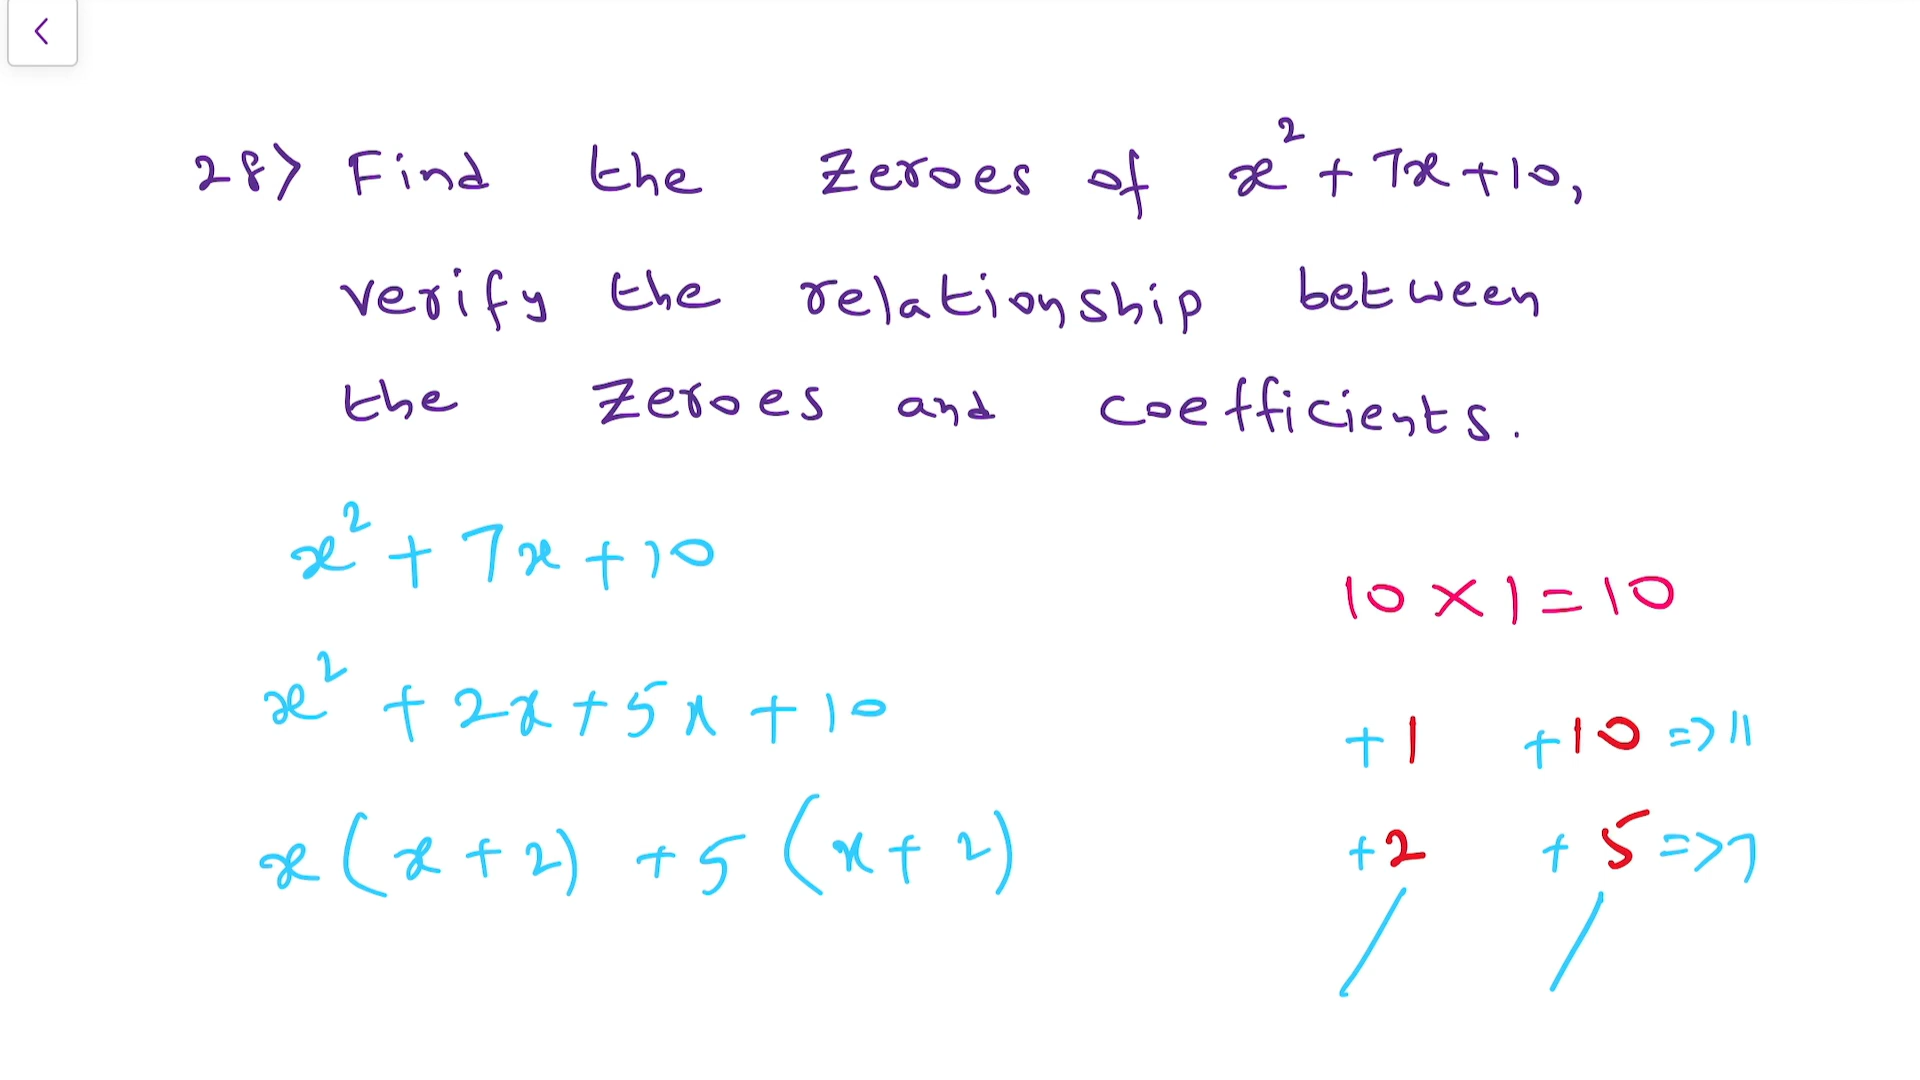 28) Find the Zeroes of x² + 7x + 10,
verify the relationship between
the Zeroes and coefficients.
x² + 7x + 10
10 × 1 = 10
x² + 2x + 5x + 10
+1 +10 => 11
x(x + 2) + 5(x + 2)
+2 +5 => 7